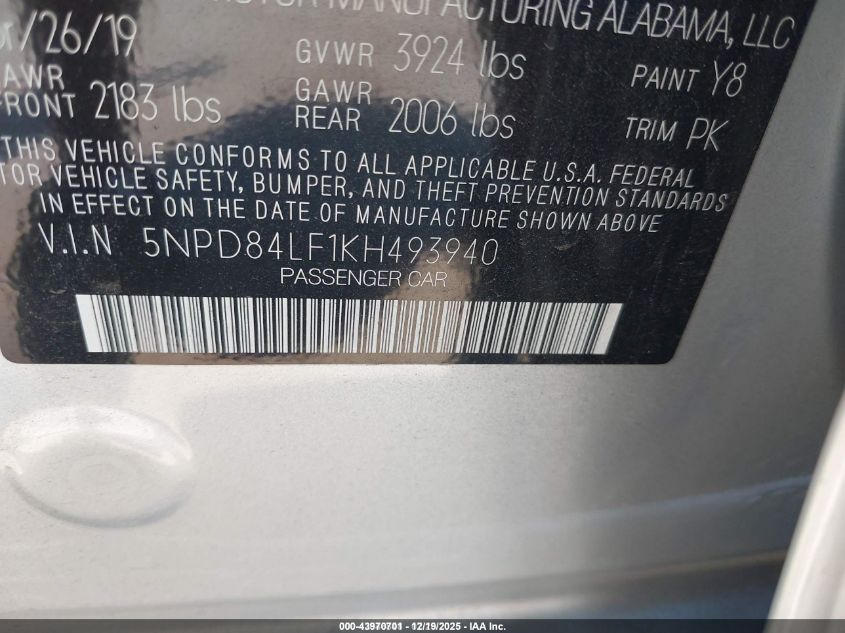 MANUFACTURING ALABAMA, LLC
/26/19 GVWR 3924 lbs PAINT Y8
FRONT 2183 lbs GAWR REAR 2006 lbs TRIM PK
THIS VEHICLE CONFORMS TO ALL APPLICABLE U.S.A. FEDERAL
VEHICLE SAFETY, BUMPER, AND THEFT PREVENTION STANDARDS
IN EFFECT ON THE DATE OF MANUFACTURE SHOWN ABOVE
V.I.N 5NPD84LF1KH493940
PASSENGER CAR
000-43970701 - 12/19/2025 - IAA Inc.